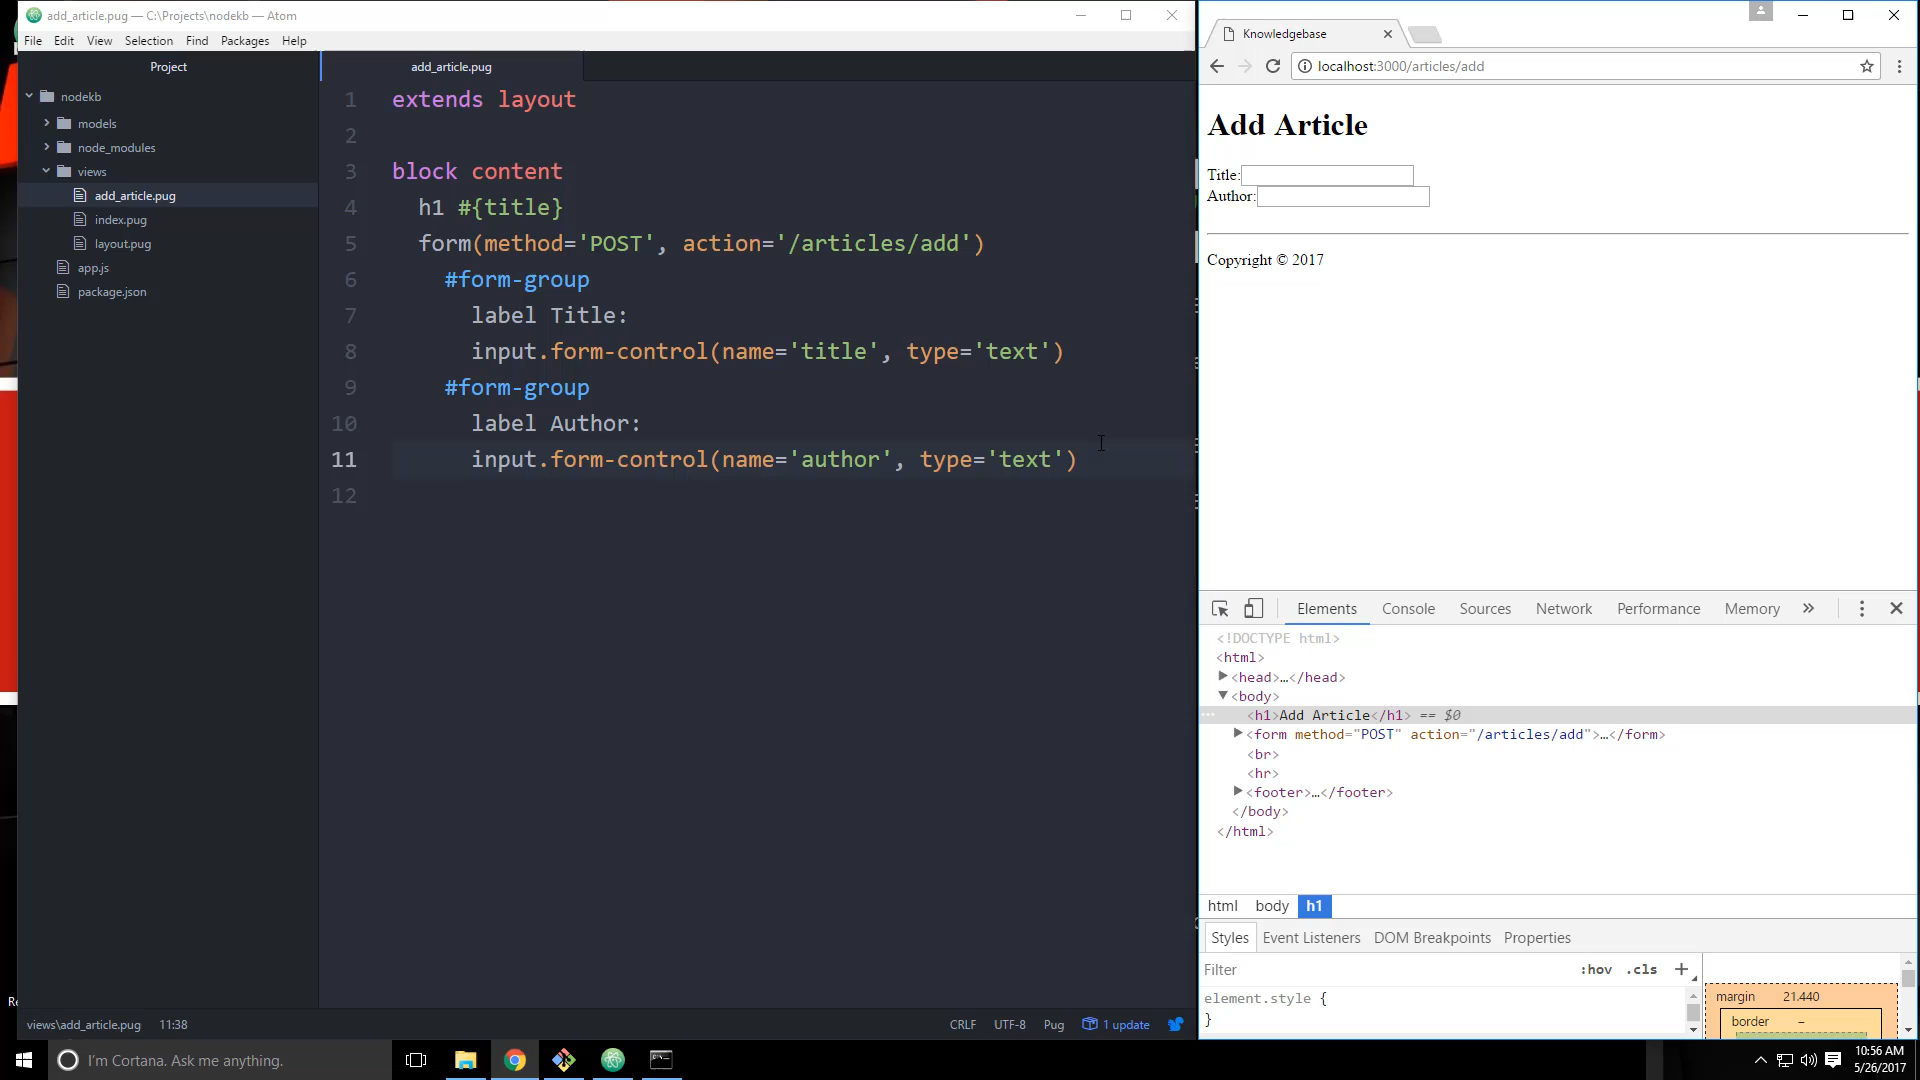 add_article.pug — C:\Projects\nodekb — Atom
File Edit View Selection Find Packages Help
Project
nodekb
models
node_modules
views
add_article.pug
index.pug
layout.pug
app.js
package.json
add_article.pug
1 extends layout
2
3 block content
4 h1 #{title}
5 form(method='POST', action='/articles/add')
6 #form-group
7 label Title:
8 input.form-control(name='title', type='text')
9 #form-group
10 label Author:
11 input.form-control(name='author', type='text')
12
views\add_article.pug 11:38
CRLF UTF-8 Pug 1 update
Knowledgebase
localhost:3000/articles/add
Add Article
Title:
Author:
Copyright © 2017
Elements Console Sources Network Performance Memory »
<!DOCTYPE html>
<html>
<head>…</head>
<body>
… <h1>Add Article</h1> == $0
<form method="POST" action="/articles/add">…</form>
<br>
<hr>
<footer>…</footer>
</body>
</html>
html body h1
Styles Event Listeners DOM Breakpoints Properties
Filter :hov .cls +
element.style {
}
margin 21.440
border –
Re
I'm Cortana. Ask me anything.
10:56 AM
5/26/2017